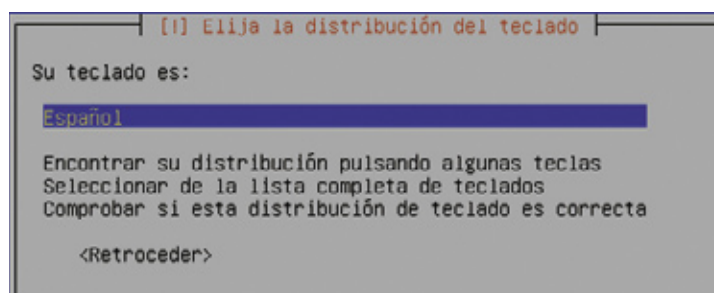 [!] Elija la distribución del teclado
Su teclado es:
Español
Encontrar su distribución pulsando algunas teclas
Seleccionar de la lista completa de teclados
Comprobar si esta distribución de teclado es correcta
<Retroceder>